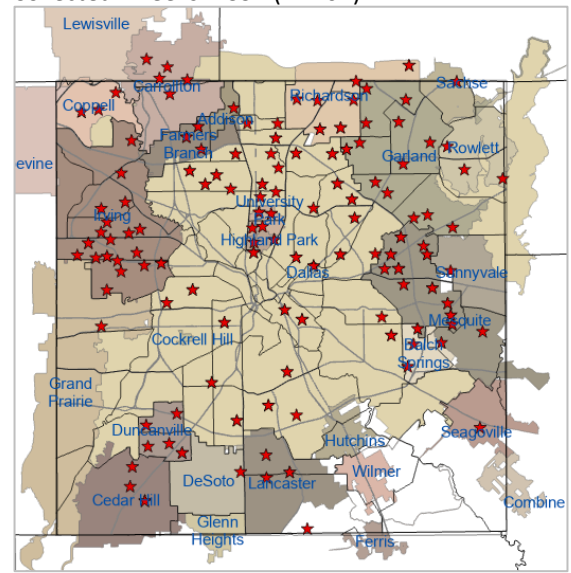 Lewisville
Carrollton
Sachse
Coppell
Richardson
Addison
Farmers
Branch
Garland
Rowlett
evine
Irving
University
Park
Highland Park
Dallas
Sunnyvale
Mesquite
Cockrell Hill
Balch
Springs
Grand
Prairie
Duncanville
Hutchins
Seagoville
Wilmer
DeSoto
Lancaster
Cedar Hill
Combine
Glenn
Heights
Ferris